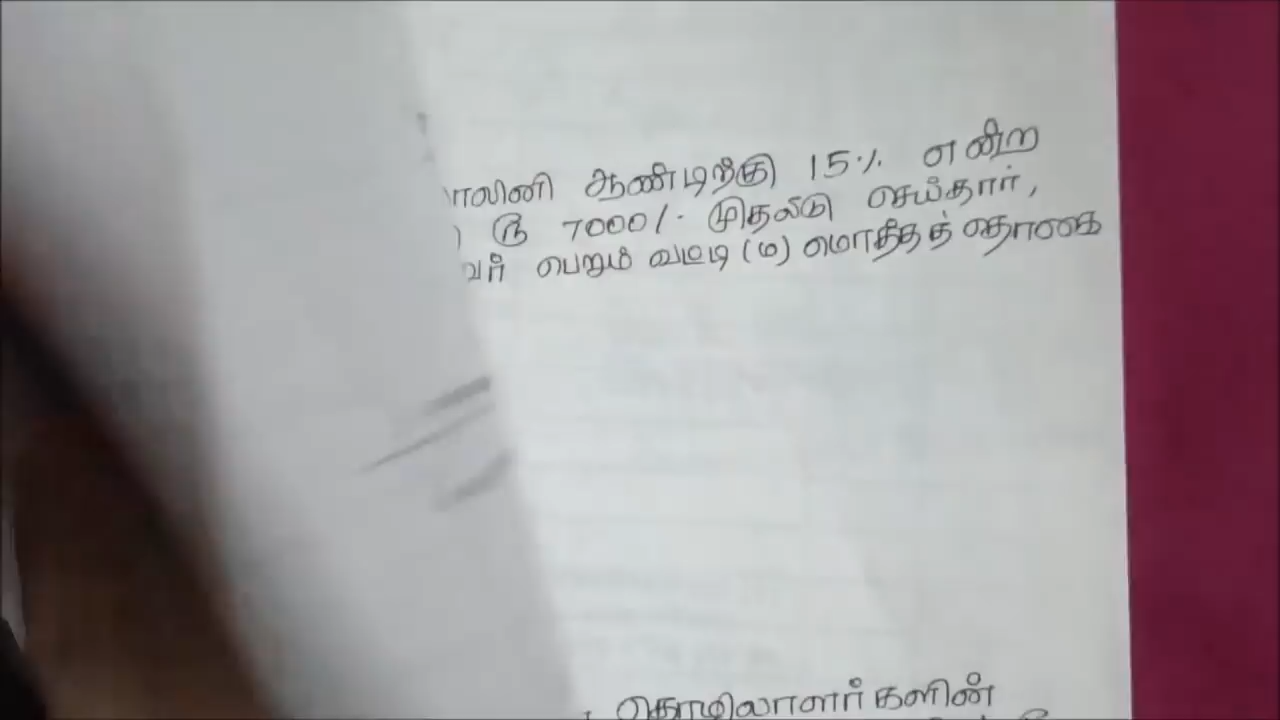 ாலினி ஆண்டிற்கு 15% என்ற
ரூ 7000/- முதலீடு செய்தார்,
வர் பெறும் வட்டி (ம) மொத்தத் தொகை
தொழிலாளர்களின்